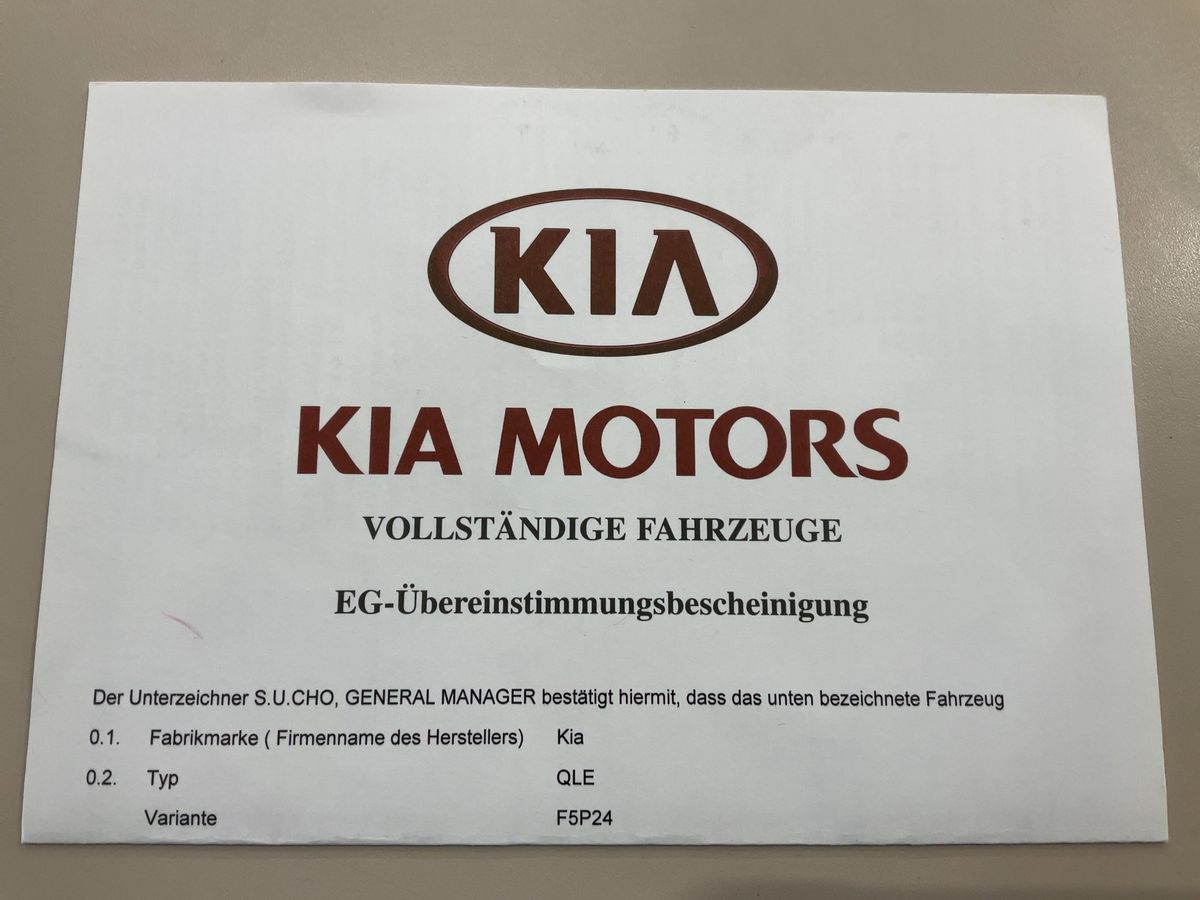 KIA
KIA MOTORS
VOLLSTÄNDIGE FAHRZEUGE
EG-Übereinstimmungsbescheinigung
Der Unterzeichner S.U.CHO, GENERAL MANAGER bestätigt hiermit, dass das unten bezeichnete Fahrzeug
0.1. Fabrikmarke ( Firmenname des Herstellers) Kia
0.2. Typ QLE
Variante F5P24